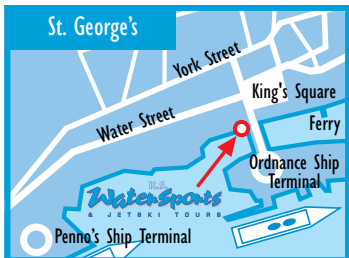 St. George's
York Street
King's Square
Water Street
Ferry
Ordnance Ship
Terminal
K.S.
WaterSports
& JETSKI TOURS
Penno's Ship Terminal